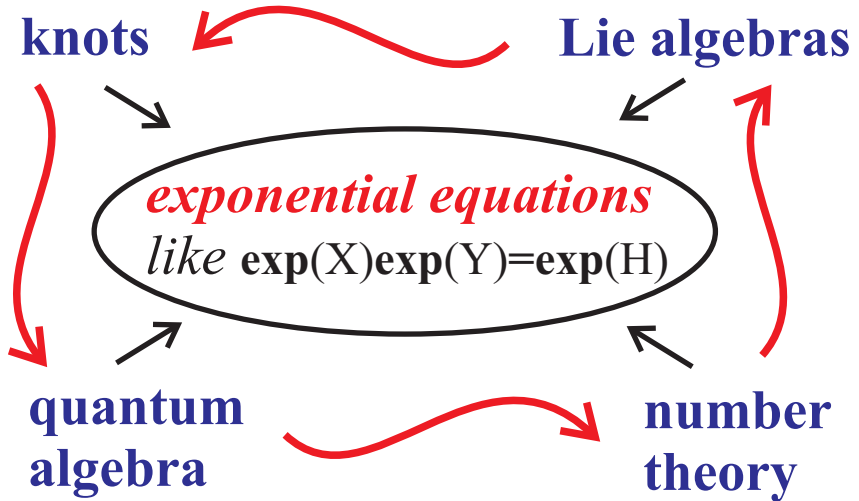 knots
Lie algebras
exponential equations
like exp(X)exp(Y)=exp(H)
quantum
algebra
number
theory